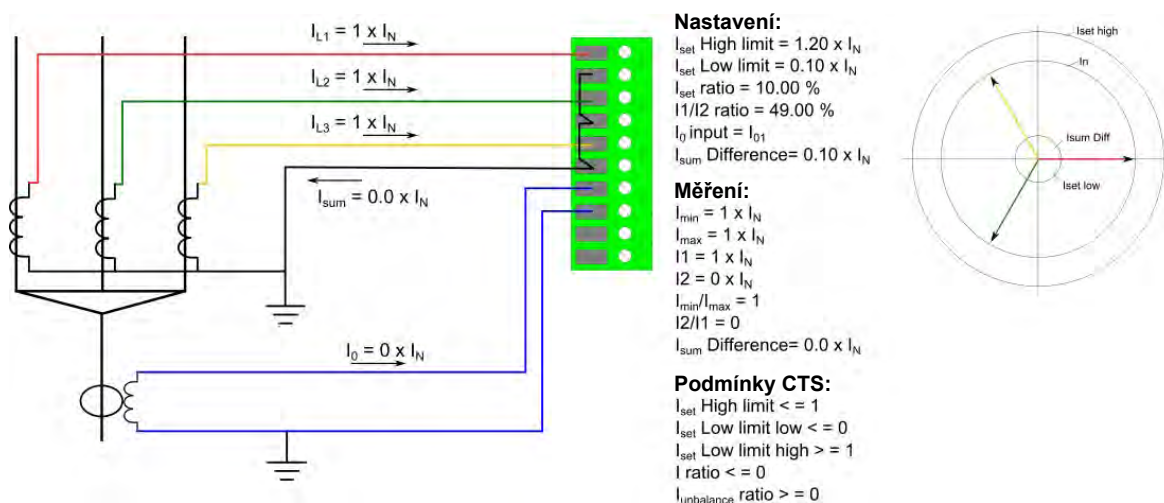 I_L1 = 1 x I_N
I_L2 = 1 x I_N
I_L3 = 1 x I_N
I_sum = 0.0 x I_N
I_0 = 0 x I_N
Nastavení:
I_set High limit = 1.20 x I_N
I_set Low limit = 0.10 x I_N
I_set ratio = 10.00 %
I1/I2 ratio = 49.00 %
I_0 input = I_01
I_sum Difference= 0.10 x I_N
Měření:
I_min = 1 x I_N
I_max = 1 x I_N
I1 = 1 x I_N
I2 = 0 x I_N
I_min/I_max = 1
I2/I1 = 0
I_sum Difference= 0.0 x I_N
Podmínky CTS:
I_set High limit < = 1
I_set Low limit low < = 0
I_set Low limit high > = 1
I ratio < = 0
I_unbalance ratio > = 0
Iset high
In
Isum Diff
Iset low